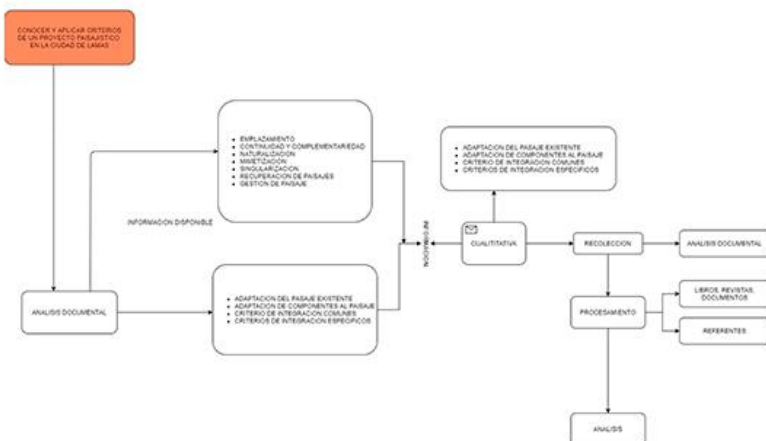 CONOCER Y APLICAR CRITERIOS
DE UN PROYECTO PAISAJISTICO
EN LA CIUDAD DE LAMAS
EMPLAZAMIENTO
CONTINUIDAD Y COMPLEMENTARIEDAD
NATURALIZACION
MIMETIZACION
SINGULARIZACION
RECUPERACION DE PAISAJES
GESTION DE PAISAJE
ADAPTACION DEL PASAJE EXISTENTE
ADAPTACION DE COMPONENTES AL PAISAJE
CRITERIO DE INTEGRACION COMUNES
CRITERIOS DE INTEGRACION ESPECIFICOS
INFORMACION DISPONIBLE
INFORMACION
CUALITITATIVA
RECOLECCION
ANALISIS DOCUMENTAL
ANALISIS DOCUMENTAL
ADAPTACION DEL PASAJE EXISTENTE
ADAPTACION DE COMPONENTES AL PAISAJE
CRITERIO DE INTEGRACION COMUNES
CRITERIOS DE INTEGRACION ESPECIFICOS
PROCESAMIENTO
LIBROS, REVISTAS,
DOCUMENTOS
REFERENTES
ANALISIS